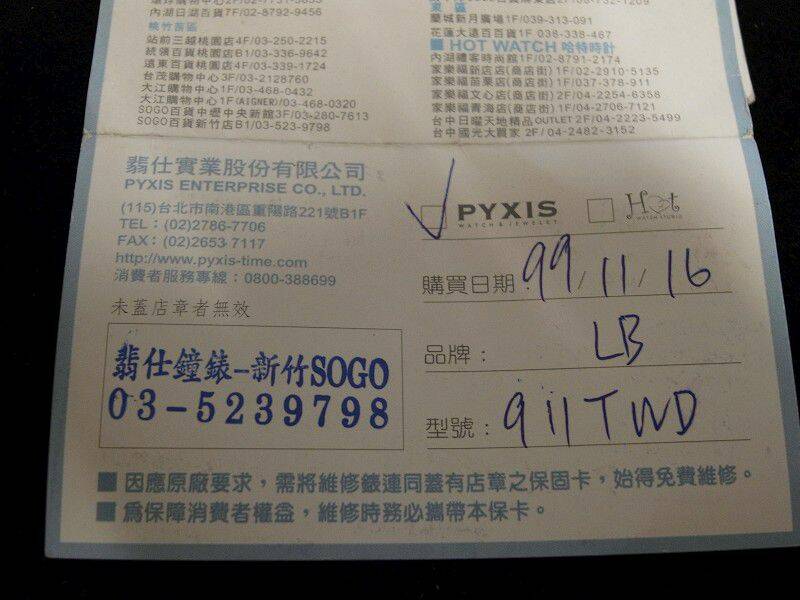 內湖日湖百貨7F/02-8792-9456
桃竹苗區
站前三越桃園店4F/03-250-2215
統領百貨桃園店B1/03-336-9642
遠東百貨桃園店4F/03-339-1724
台茂購物中心3F/03-2128760
大江購物中心1F/03-468-0432
大江購物中心1F(AIGNER)/03-468-0320
SOGO百貨中壢中央新館3F/03-280-7613
SOGO百貨新竹店B1/03-523-9798
東區
蘭城新月廣場1F/039-313-091
花蓮大遠百百貨1F 038-338-467
HOT WATCH 哈特時計
內湖禮客時尚館1F/02-8791-2174
家樂福新店店(商店街)1F/02-2910-5135
家樂福苗栗店(商店街)1F/037-378-911
家樂福文心店(商店街)2F/04-2254-6358
家樂福青海店(商店街)1F/04-2706-7121
台中日曜天地精品OUTLET 2F/04-2223-5499
台中國光大買家 2F/04-2482-3152
翡仕實業股份有限公司
PYXIS ENTERPRISE CO., LTD.
(115)台北市南港區重陽路221號B1F
TEL：(02)2786-7706
FAX：(02)2653-7117
http://www.pyxis-time.com
消費者服務專線：0800-388699
未蓋店章者無效
翡仕鐘錶-新竹SOGO
03-5239798
PYXIS
WATCH & JEWELRY
Hot
WATCH STUDIO
購買日期：99/11/16
品牌：LB
型號：911TWD
■ 因應原廠要求，需將維修錶連同蓋有店章之保固卡，始得免費維修。
■ 為保障消費者權益，維修時務必攜帶本保卡。